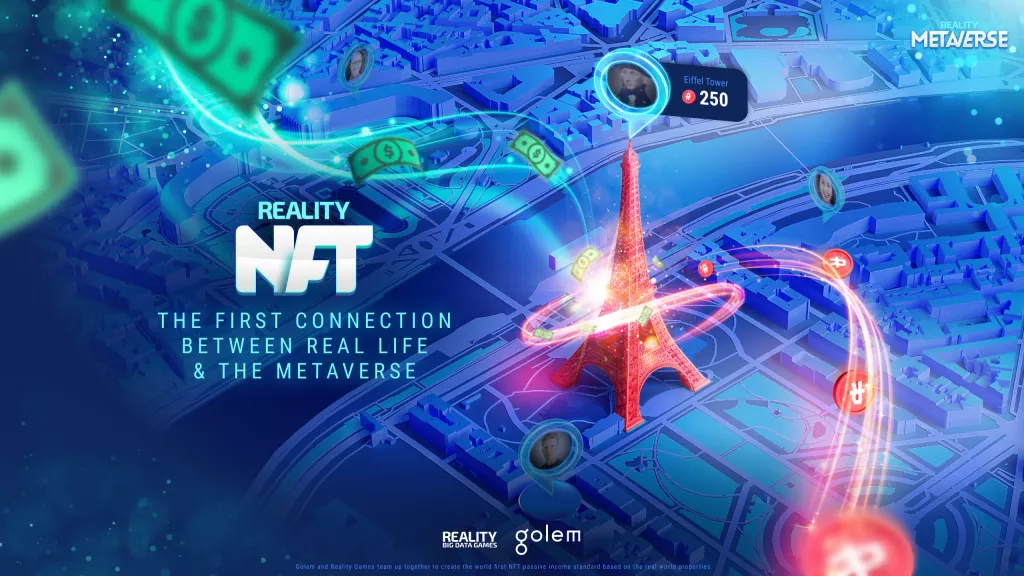 REALITY
METAVERSE
Eiffel Tower
250
REALITY
NFT
THE FIRST CONNECTION
BETWEEN REAL LIFE
& THE METAVERSE
REALITY
BIG DATA GAMES
golem
Golem and Reality Games team up together to create the world first NFT passive income standard based on the real world properties.